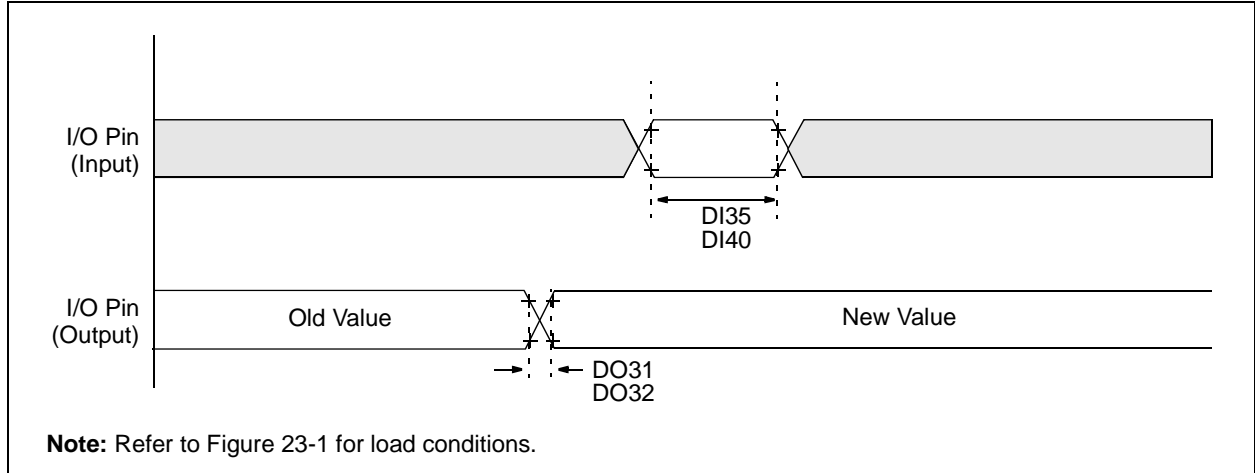 I/O Pin
(Input)
DI35
DI40
I/O Pin
(Output)
Old Value
New Value
DO31
DO32
Note: Refer to Figure 23-1 for load conditions.